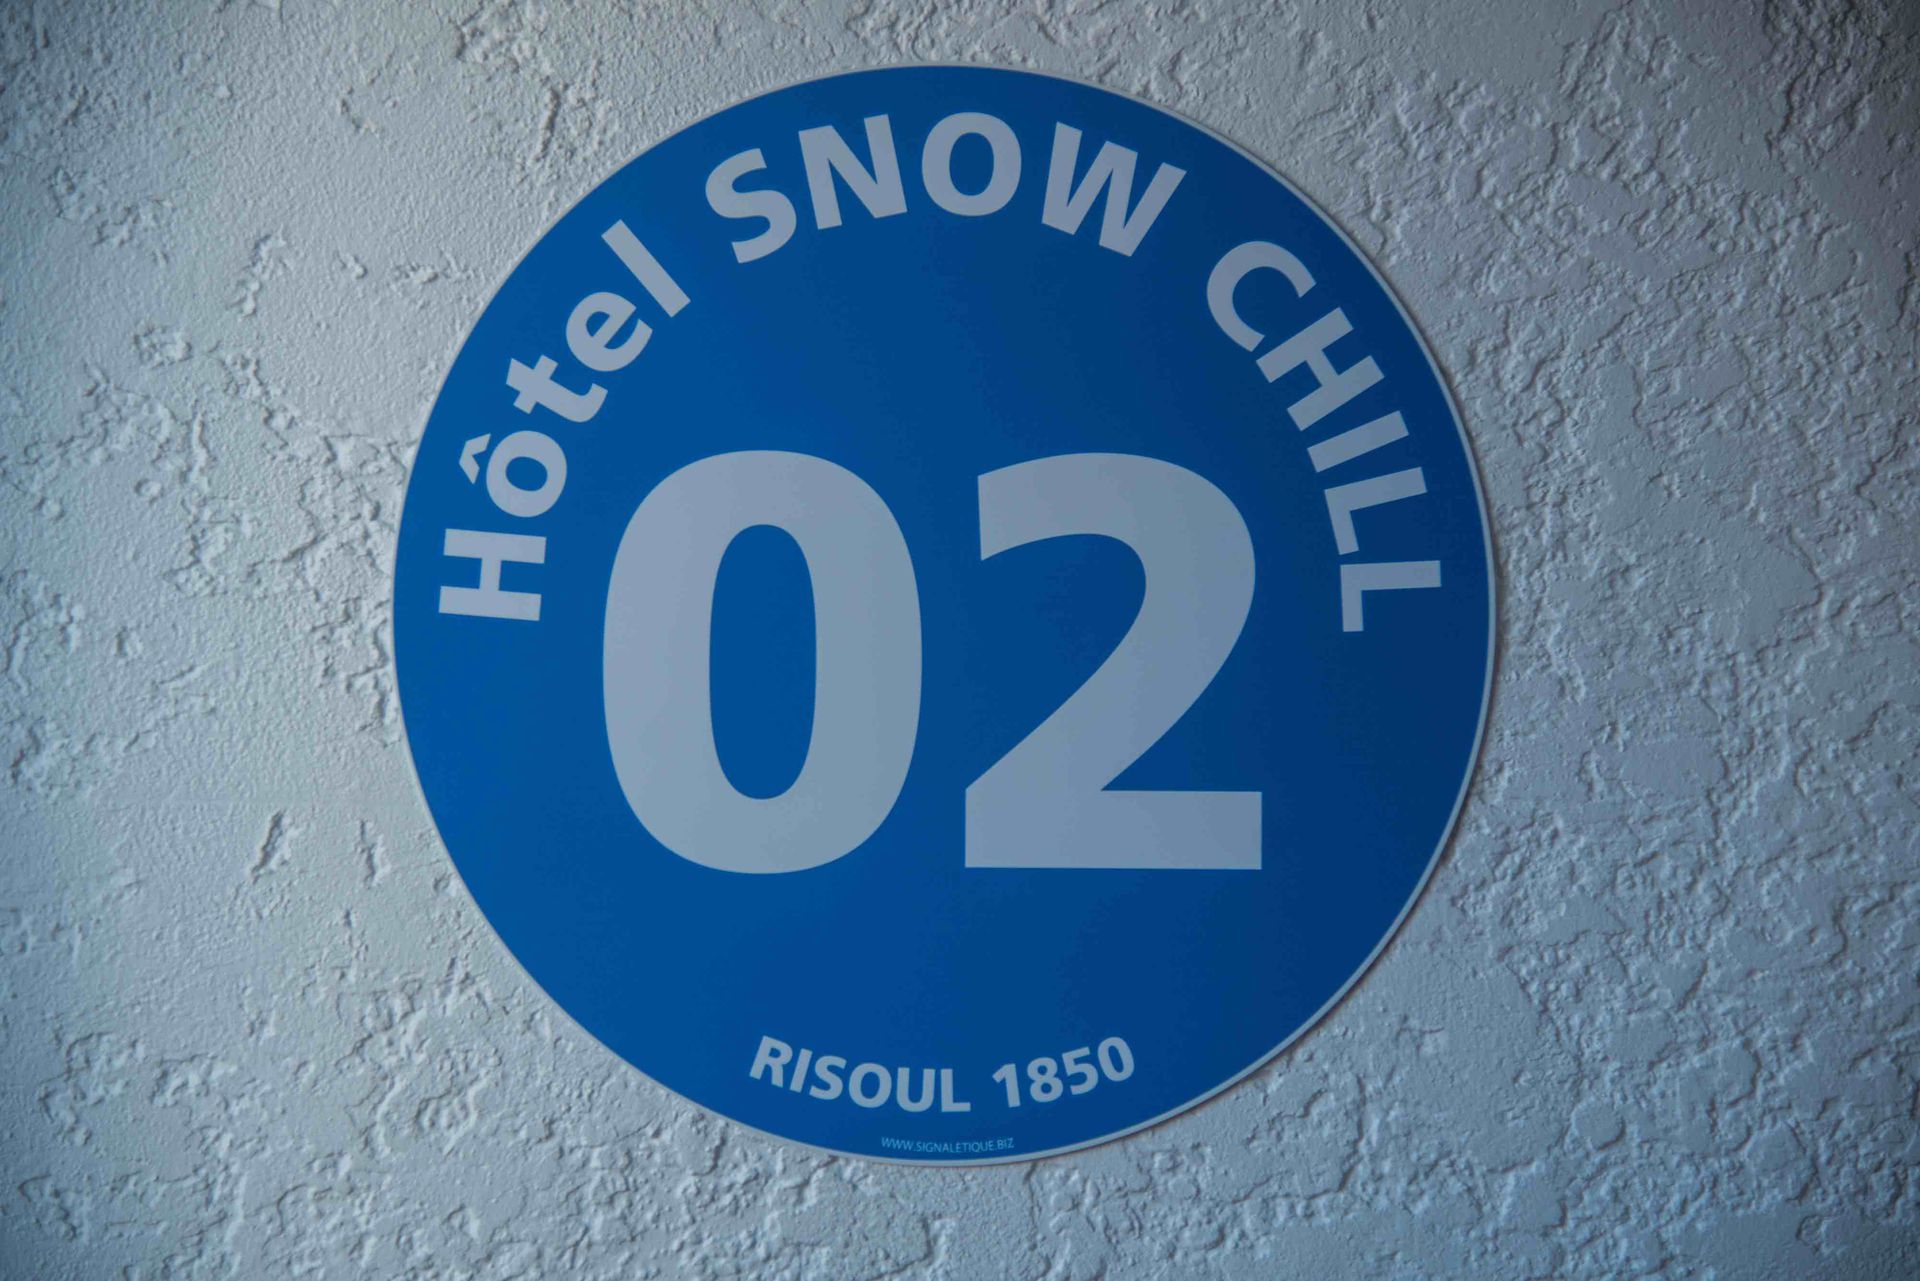 Hôtel SNOW CHILL
02
RISOUL 1850
WWW.SIGNALETIQUE.BIZ